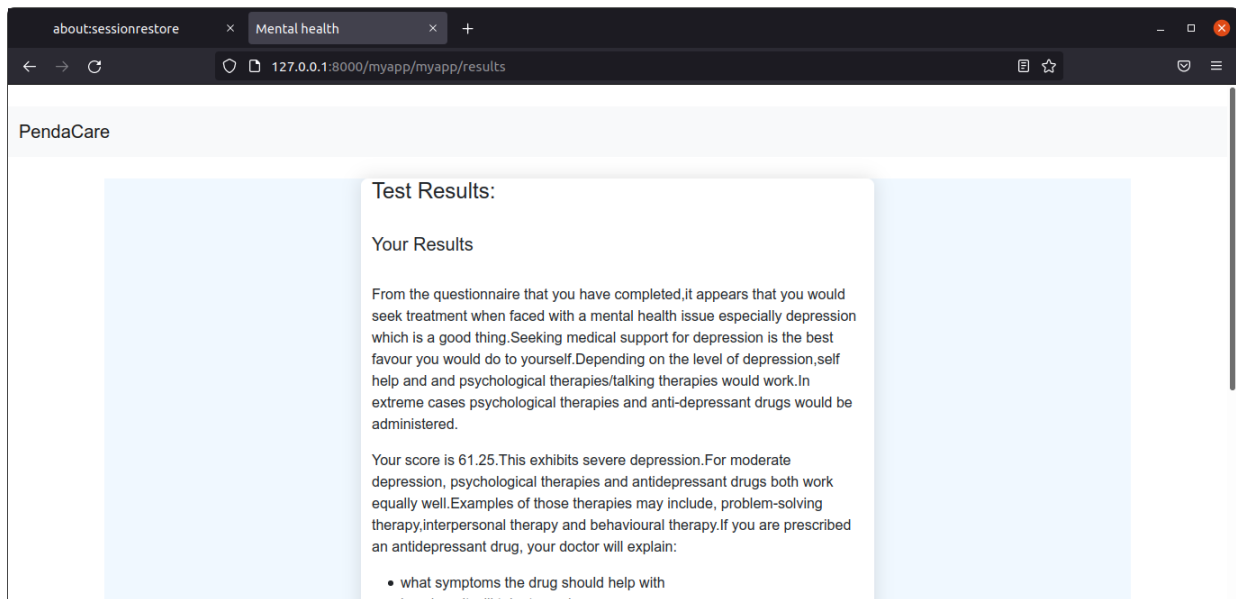 about:sessionrestore
Mental health
127.0.0.1:8000/myapp/myapp/results
PendaCare
Test Results:
Your Results
From the questionnaire that you have completed,it appears that you would
seek treatment when faced with a mental health issue especially depression
which is a good thing.Seeking medical support for depression is the best
favour you would do to yourself.Depending on the level of depression,self
help and and psychological therapies/talking therapies would work.In
extreme cases psychological therapies and anti-depressant drugs would be
administered.
Your score is 61.25.This exhibits severe depression.For moderate
depression, psychological therapies and antidepressant drugs both work
equally well.Examples of those therapies may include, problem-solving
therapy,interpersonal therapy and behavioural therapy.If you are prescribed
an antidepressant drug, your doctor will explain:
• what symptoms the drug should help with